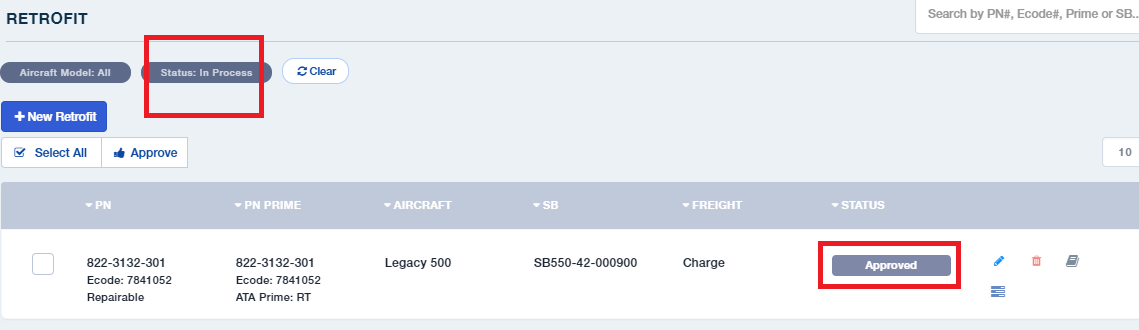 RETROFIT
Search by PN#, Ecode#, Prime or SB..
Aircraft Model: All
Status: In Process
Clear
New Retrofit
Select All
Approve
10
PN
PN PRIME
AIRCRAFT
SB
FREIGHT
STATUS
822-3132-301
822-3132-301
Legacy 500
SB550-42-000900
Charge
Approved
Ecode: 7841052
Ecode: 7841052
Repairable
ATA Prime: RT